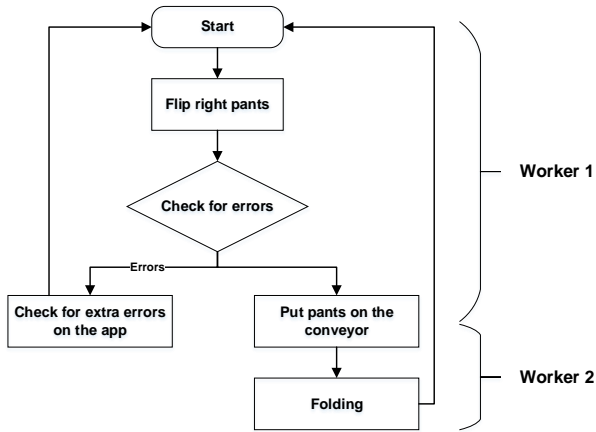 Start
Flip right pants
Worker 1
Check for errors
Errors
Check for extra errors
on the app
Put pants on the
conveyor
Worker 2
Folding